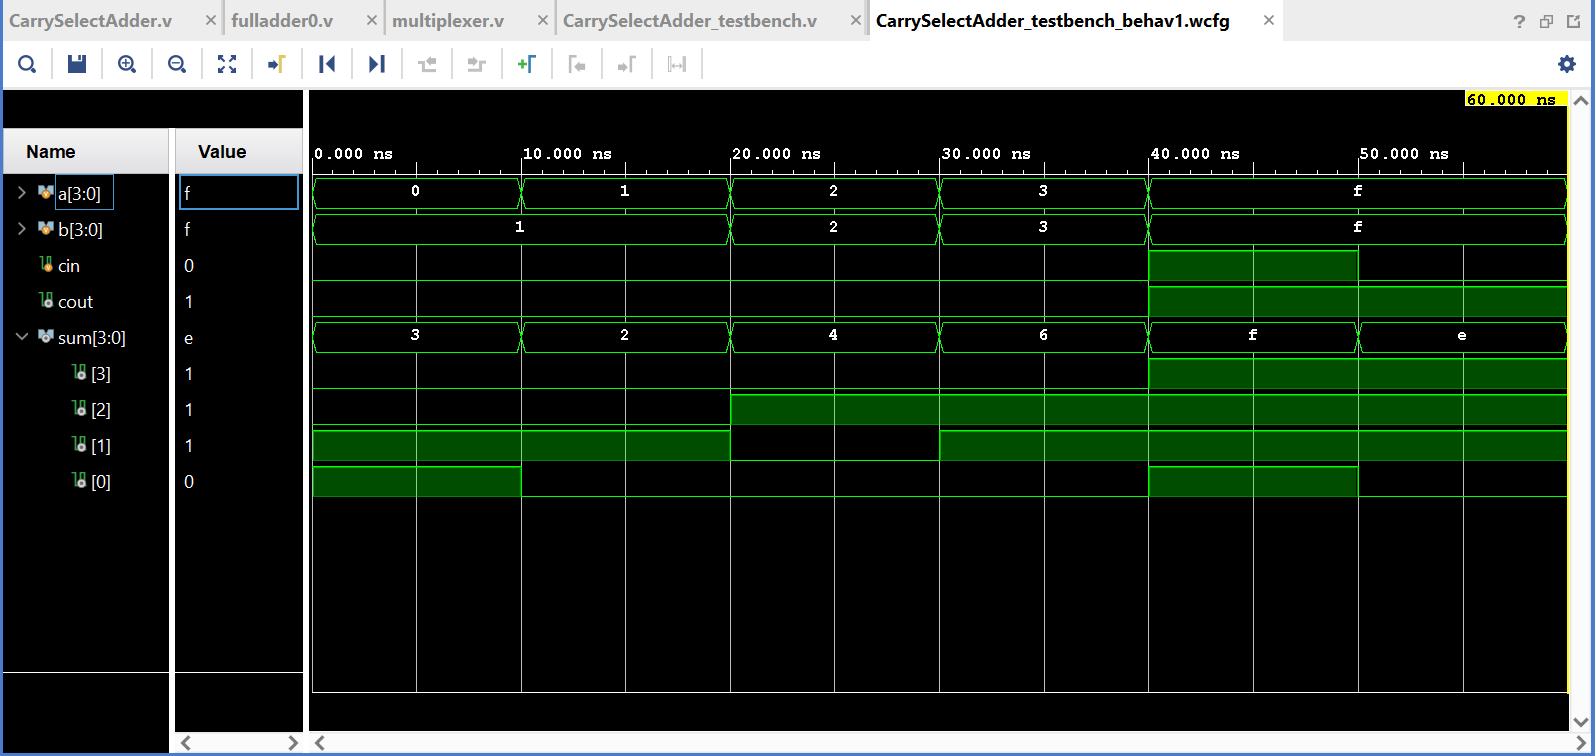 CarrySelectAdder.v × fulladder0.v × multiplexer.v × CarrySelectAdder_testbench.v × CarrySelectAdder_testbench_behav1.wcfg ×
?
60.000 ns
Name Value 0.000 ns 10.000 ns 20.000 ns 30.000 ns 40.000 ns 50.000 ns
a[3:0] f 0 1 2 3 f
b[3:0] f 1 2 3 f
cin 0
cout 1
sum[3:0] e 3 2 4 6 f e
[3] 1
[2] 1
[1] 1
[0] 0